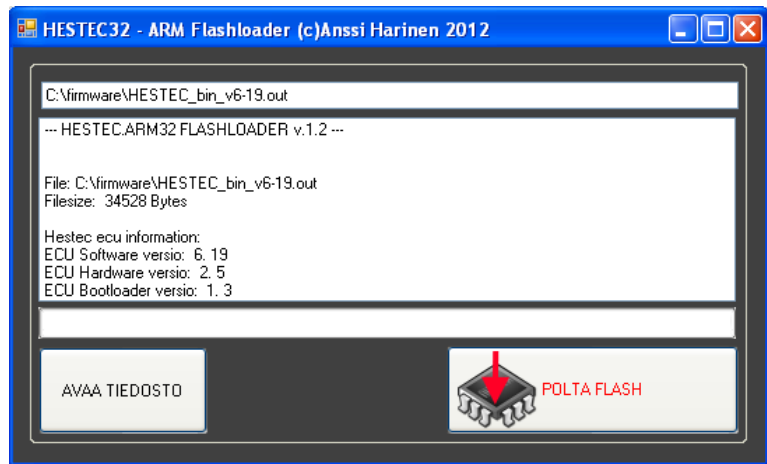 HESTEC32 - ARM Flashloader (c)Anssi Harinen 2012
C:\firmware\HESTEC_bin_v6-19.out
--- HESTEC.ARM32 FLASHLOADER v.1.2 ---
File: C:\firmware\HESTEC_bin_v6-19.out
Filesize: 34528 Bytes
Hestec ecu information:
ECU Software versio: 6. 19
ECU Hardware versio: 2. 5
ECU Bootloader versio: 1. 3
AVAA TIEDOSTO
POLTA FLASH